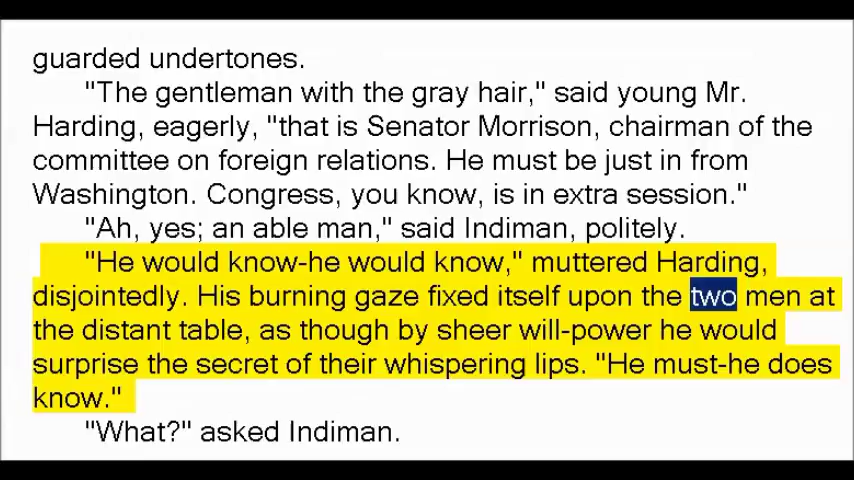 guarded undertones.
"The gentleman with the gray hair," said young Mr.
Harding, eagerly, "that is Senator Morrison, chairman of the
committee on foreign relations. He must be just in from
Washington. Congress, you know, is in extra session."
"Ah, yes; an able man," said Indiman, politely.
"He would know-he would know," muttered Harding,
disjointedly. His burning gaze fixed itself upon the two men at
the distant table, as though by sheer will-power he would
surprise the secret of their whispering lips. "He must-he does
know."
"What?" asked Indiman.